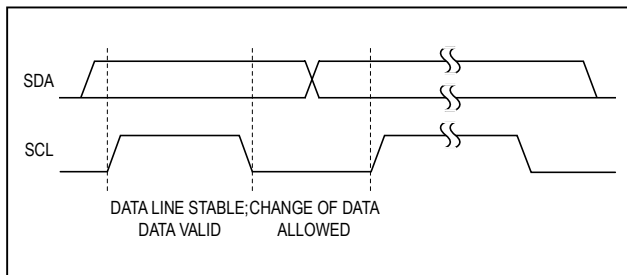 SDA
SCL
DATA LINE STABLE;
DATA VALID
CHANGE OF DATA
ALLOWED